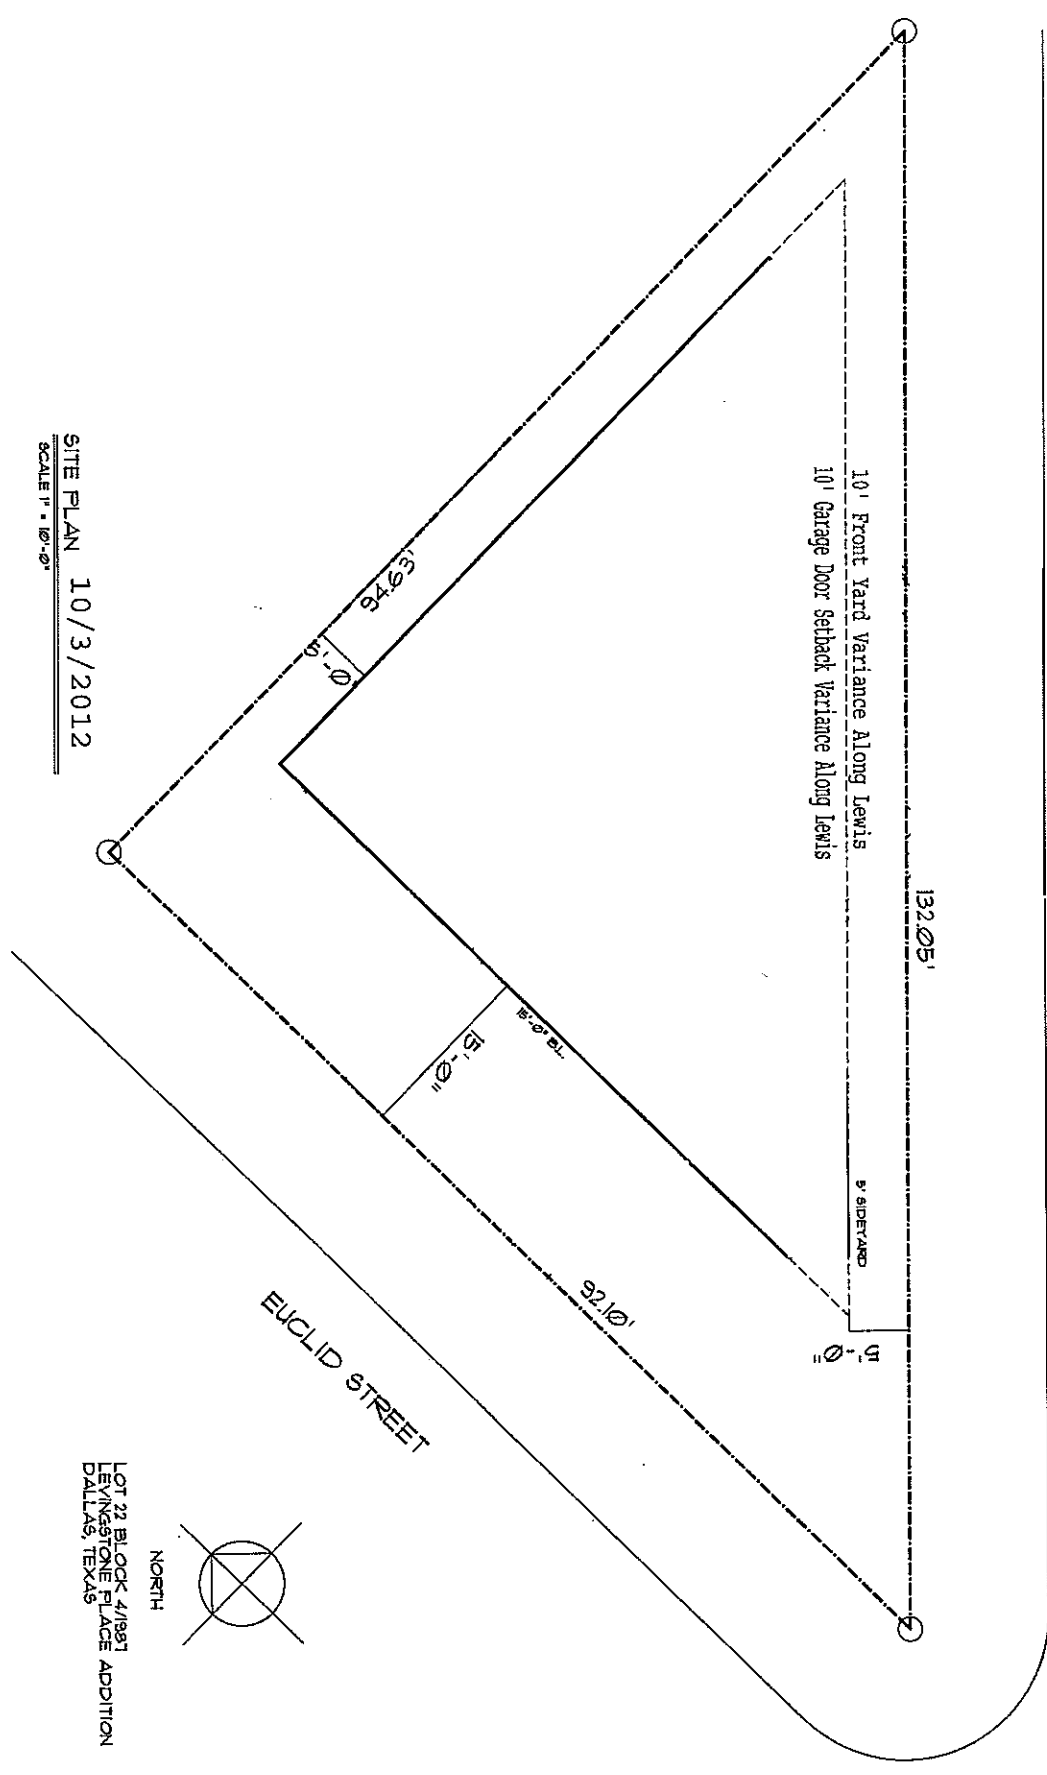 132.05'
10' Front Yard Variance Along Lewis
10' Garage Door Setback Variance Along Lewis
5' SIDEYARD
5'-0"
94.63'
5'-0"
15'-0" B.L.
15'-0"
92.10'
EUCLID STREET
SITE PLAN 10/3/2012
SCALE 1" = 10'-0"
NORTH
LOT 22 BLOCK 4/1987
LEVINGSTONE PLACE ADDITION
DALLAS, TEXAS